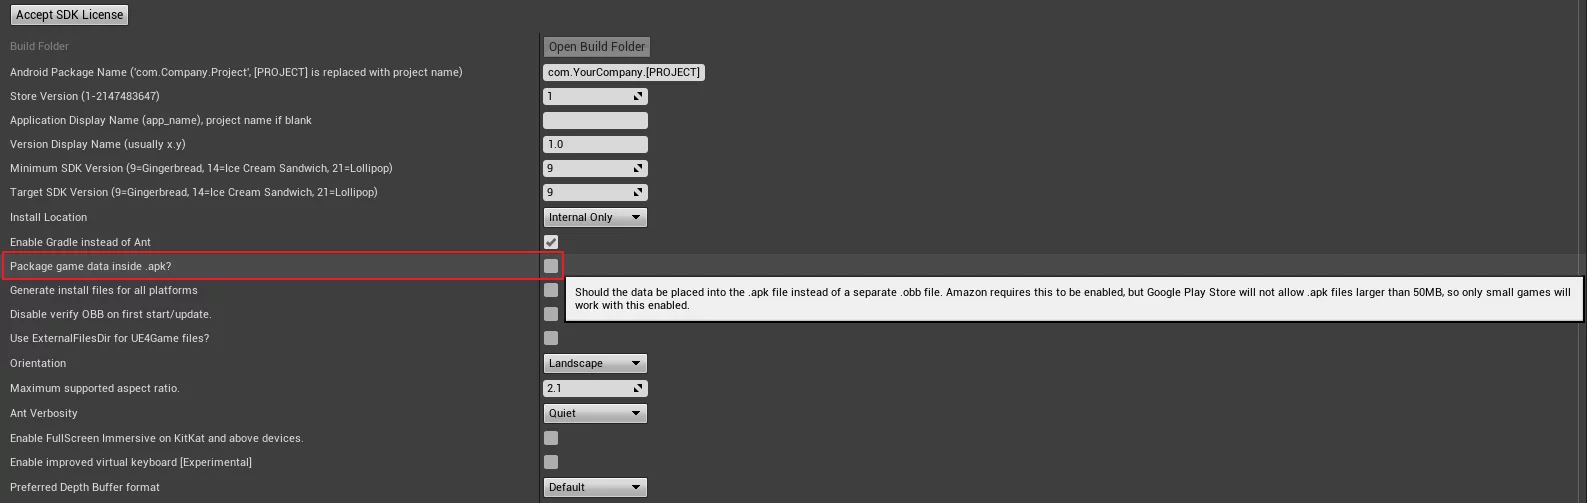 Accept SDK License
Build Folder Open Build Folder
Android Package Name ('com.Company.Project', [PROJECT] is replaced with project name) com.YourCompany.[PROJECT]
Store Version (1-2147483647) 1
Application Display Name (app_name), project name if blank
Version Display Name (usually x.y) 1.0
Minimum SDK Version (9=Gingerbread, 14=Ice Cream Sandwich, 21=Lollipop) 9
Target SDK Version (9=Gingerbread, 14=Ice Cream Sandwich, 21=Lollipop) 9
Install Location Internal Only
Enable Gradle instead of Ant
Package game data inside .apk?
Generate install files for all platforms
Should the data be placed into the .apk file instead of a separate .obb file. Amazon requires this to be enabled, but Google Play Store will not allow .apk files larger than 50MB, so only small games will
work with this enabled.
Disable verify OBB on first start/update.
Use ExternalFilesDir for UE4Game files?
Orientation Landscape
Maximum supported aspect ratio. 2.1
Ant Verbosity Quiet
Enable FullScreen Immersive on KitKat and above devices.
Enable improved virtual keyboard [Experimental]
Preferred Depth Buffer format Default